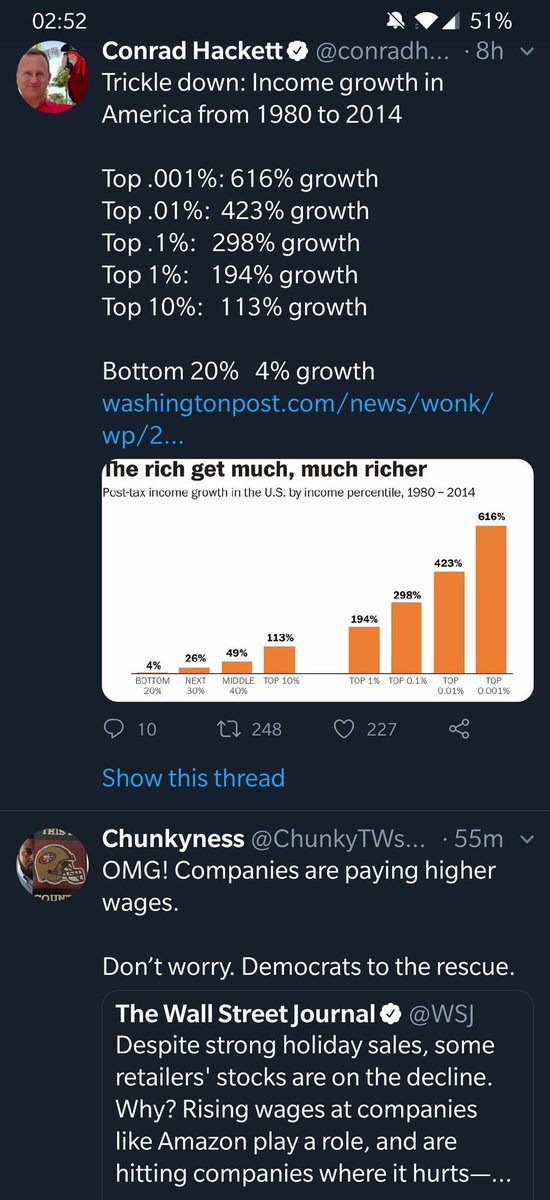 02:52
51%
Conrad Hackett @conradh... · 8h
Trickle down: Income growth in
America from 1980 to 2014
Top .001%: 616% growth
Top .01%: 423% growth
Top .1%: 298% growth
Top 1%: 194% growth
Top 10%: 113% growth
Bottom 20% 4% growth
washingtonpost.com/news/wonk/
wp/2...
The rich get much, much richer
Post-tax income growth in the U.S. by income percentile, 1980 – 2014
4%
26%
49%
113%
194%
298%
423%
616%
BOTTOM
20%
NEXT
30%
MIDDLE
40%
TOP 10%
TOP 1%
TOP 0.1%
TOP
0.01%
TOP
0.001%
10
248
227
Show this thread
THIS
COUNT
Chunkyness @ChunkyTWs... · 55m
OMG! Companies are paying higher
wages.
Don't worry. Democrats to the rescue.
The Wall Street Journal @WSJ
Despite strong holiday sales, some
retailers' stocks are on the decline.
Why? Rising wages at companies
like Amazon play a role, and are
hitting companies where it hurts—...